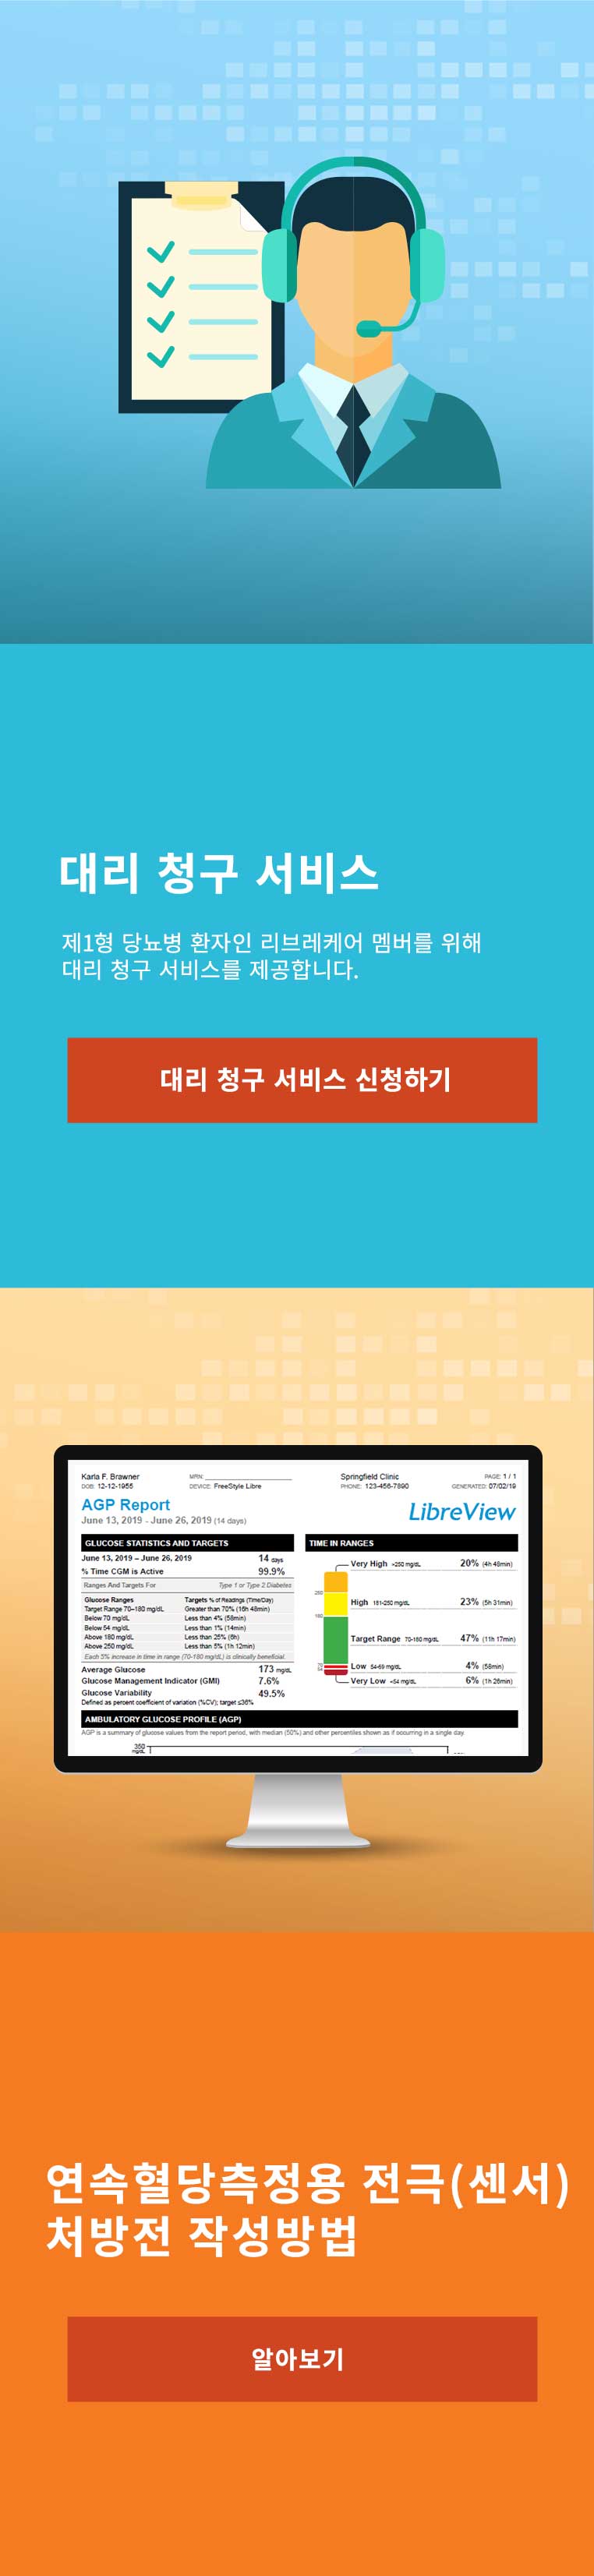 대리 청구 서비스
제1형 당뇨병 환자인 리브레케어 멤버를 위해
대리 청구 서비스를 제공합니다.
대리 청구 서비스 신청하기
Karla F. Brawner
DOB: 12-12-1955
MRN:
DEVICE: FreeStyle Libre
Springfield Clinic
PHONE: 123-456-7890
PAGE: 1 / 1
GENERATED: 07/02/19
AGP Report
June 13, 2019 - June 26, 2019 (14 days)
LibreView
GLUCOSE STATISTICS AND TARGETS
June 13, 2019 – June 26, 2019 14 days
% Time CGM is Active 99.9%
Ranges And Targets For Type 1 or Type 2 Diabetes
Glucose Ranges Targets % of Readings (Time/Day)
Target Range 70–180 mg/dL Greater than 70% (16h 48min)
Below 70 mg/dL Less than 4% (58min)
Below 54 mg/dL Less than 1% (14min)
Above 180 mg/dL Less than 25% (6h)
Above 250 mg/dL Less than 5% (1h 12min)
Each 5% increase in time in range (70-180 mg/dL) is clinically beneficial.
Average Glucose 173 mg/dL
Glucose Management Indicator (GMI) 7.6%
Glucose Variability 49.5%
Defined as percent coefficient of variation (%CV); target ≤36%
TIME IN RANGES
Very High >250 mg/dL 20% (4h 48min)
250
High 181-250 mg/dL 23% (5h 31min)
180
Target Range 70-180 mg/dL 47% (11h 17min)
Low 54-69 mg/dL 4% (58min)
Very Low <54 mg/dL 6% (1h 26min)
AMBULATORY GLUCOSE PROFILE (AGP)
AGP is a summary of glucose values from the report period, with median (50%) and other percentiles shown as if occurring in a single day.
350
mg/dL
연속혈당측정용 전극(센서)
처방전 작성방법
알아보기